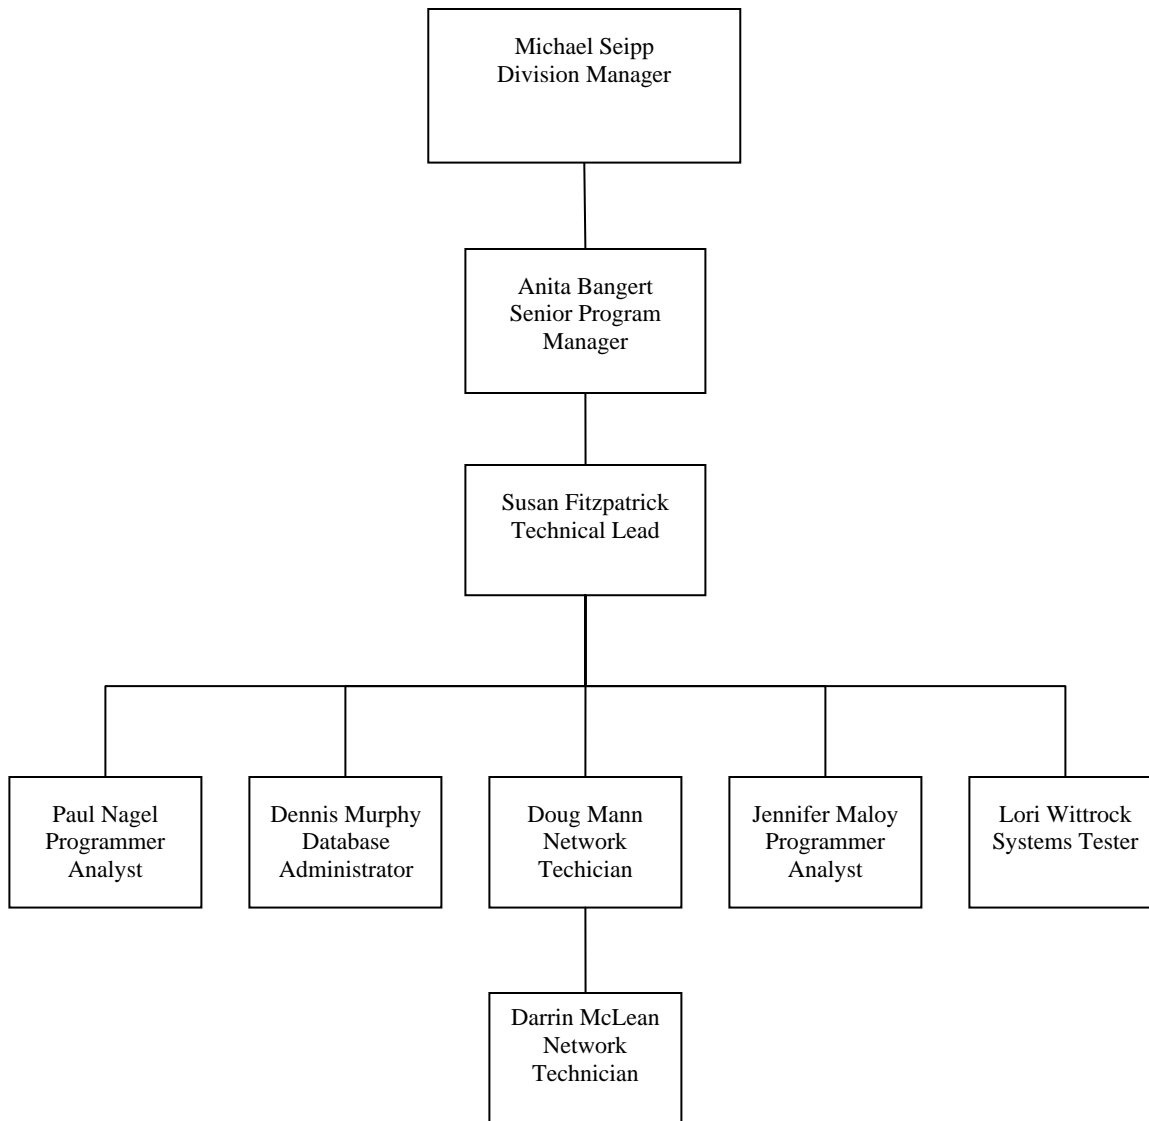 Michael Seipp
Division Manager
Anita Bangert
Senior Program
Manager
Susan Fitzpatrick
Technical Lead
Paul Nagel
Programmer
Analyst
Dennis Murphy
Database
Administrator
Doug Mann
Network
Techician
Jennifer Maloy
Programmer
Analyst
Lori Wittrock
Systems Tester
Darrin McLean
Network
Technician